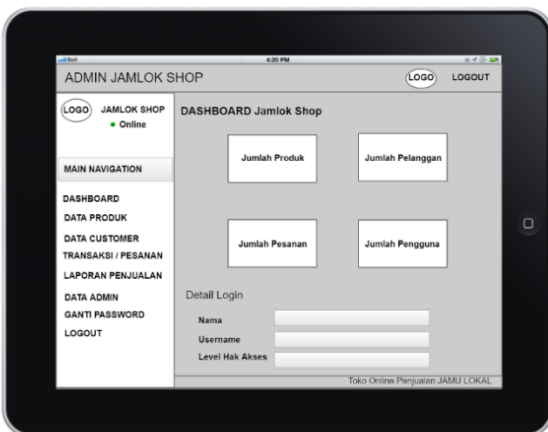 Bell
4:20 PM
ADMIN JAMLOK SHOP
LOGO
LOGOUT
LOGO
JAMLOK SHOP
Online
DASHBOARD Jamlok Shop
MAIN NAVIGATION
DASHBOARD
DATA PRODUK
DATA CUSTOMER
TRANSAKSI / PESANAN
LAPORAN PENJUALAN
DATA ADMIN
GANTI PASSWORD
LOGOUT
Jumlah Produk
Jumlah Pelanggan
Jumlah Pesanan
Jumlah Pengguna
Detail Login
Nama
Username
Level Hak Akses
Toko Online Penjualan JAMU LOKAL